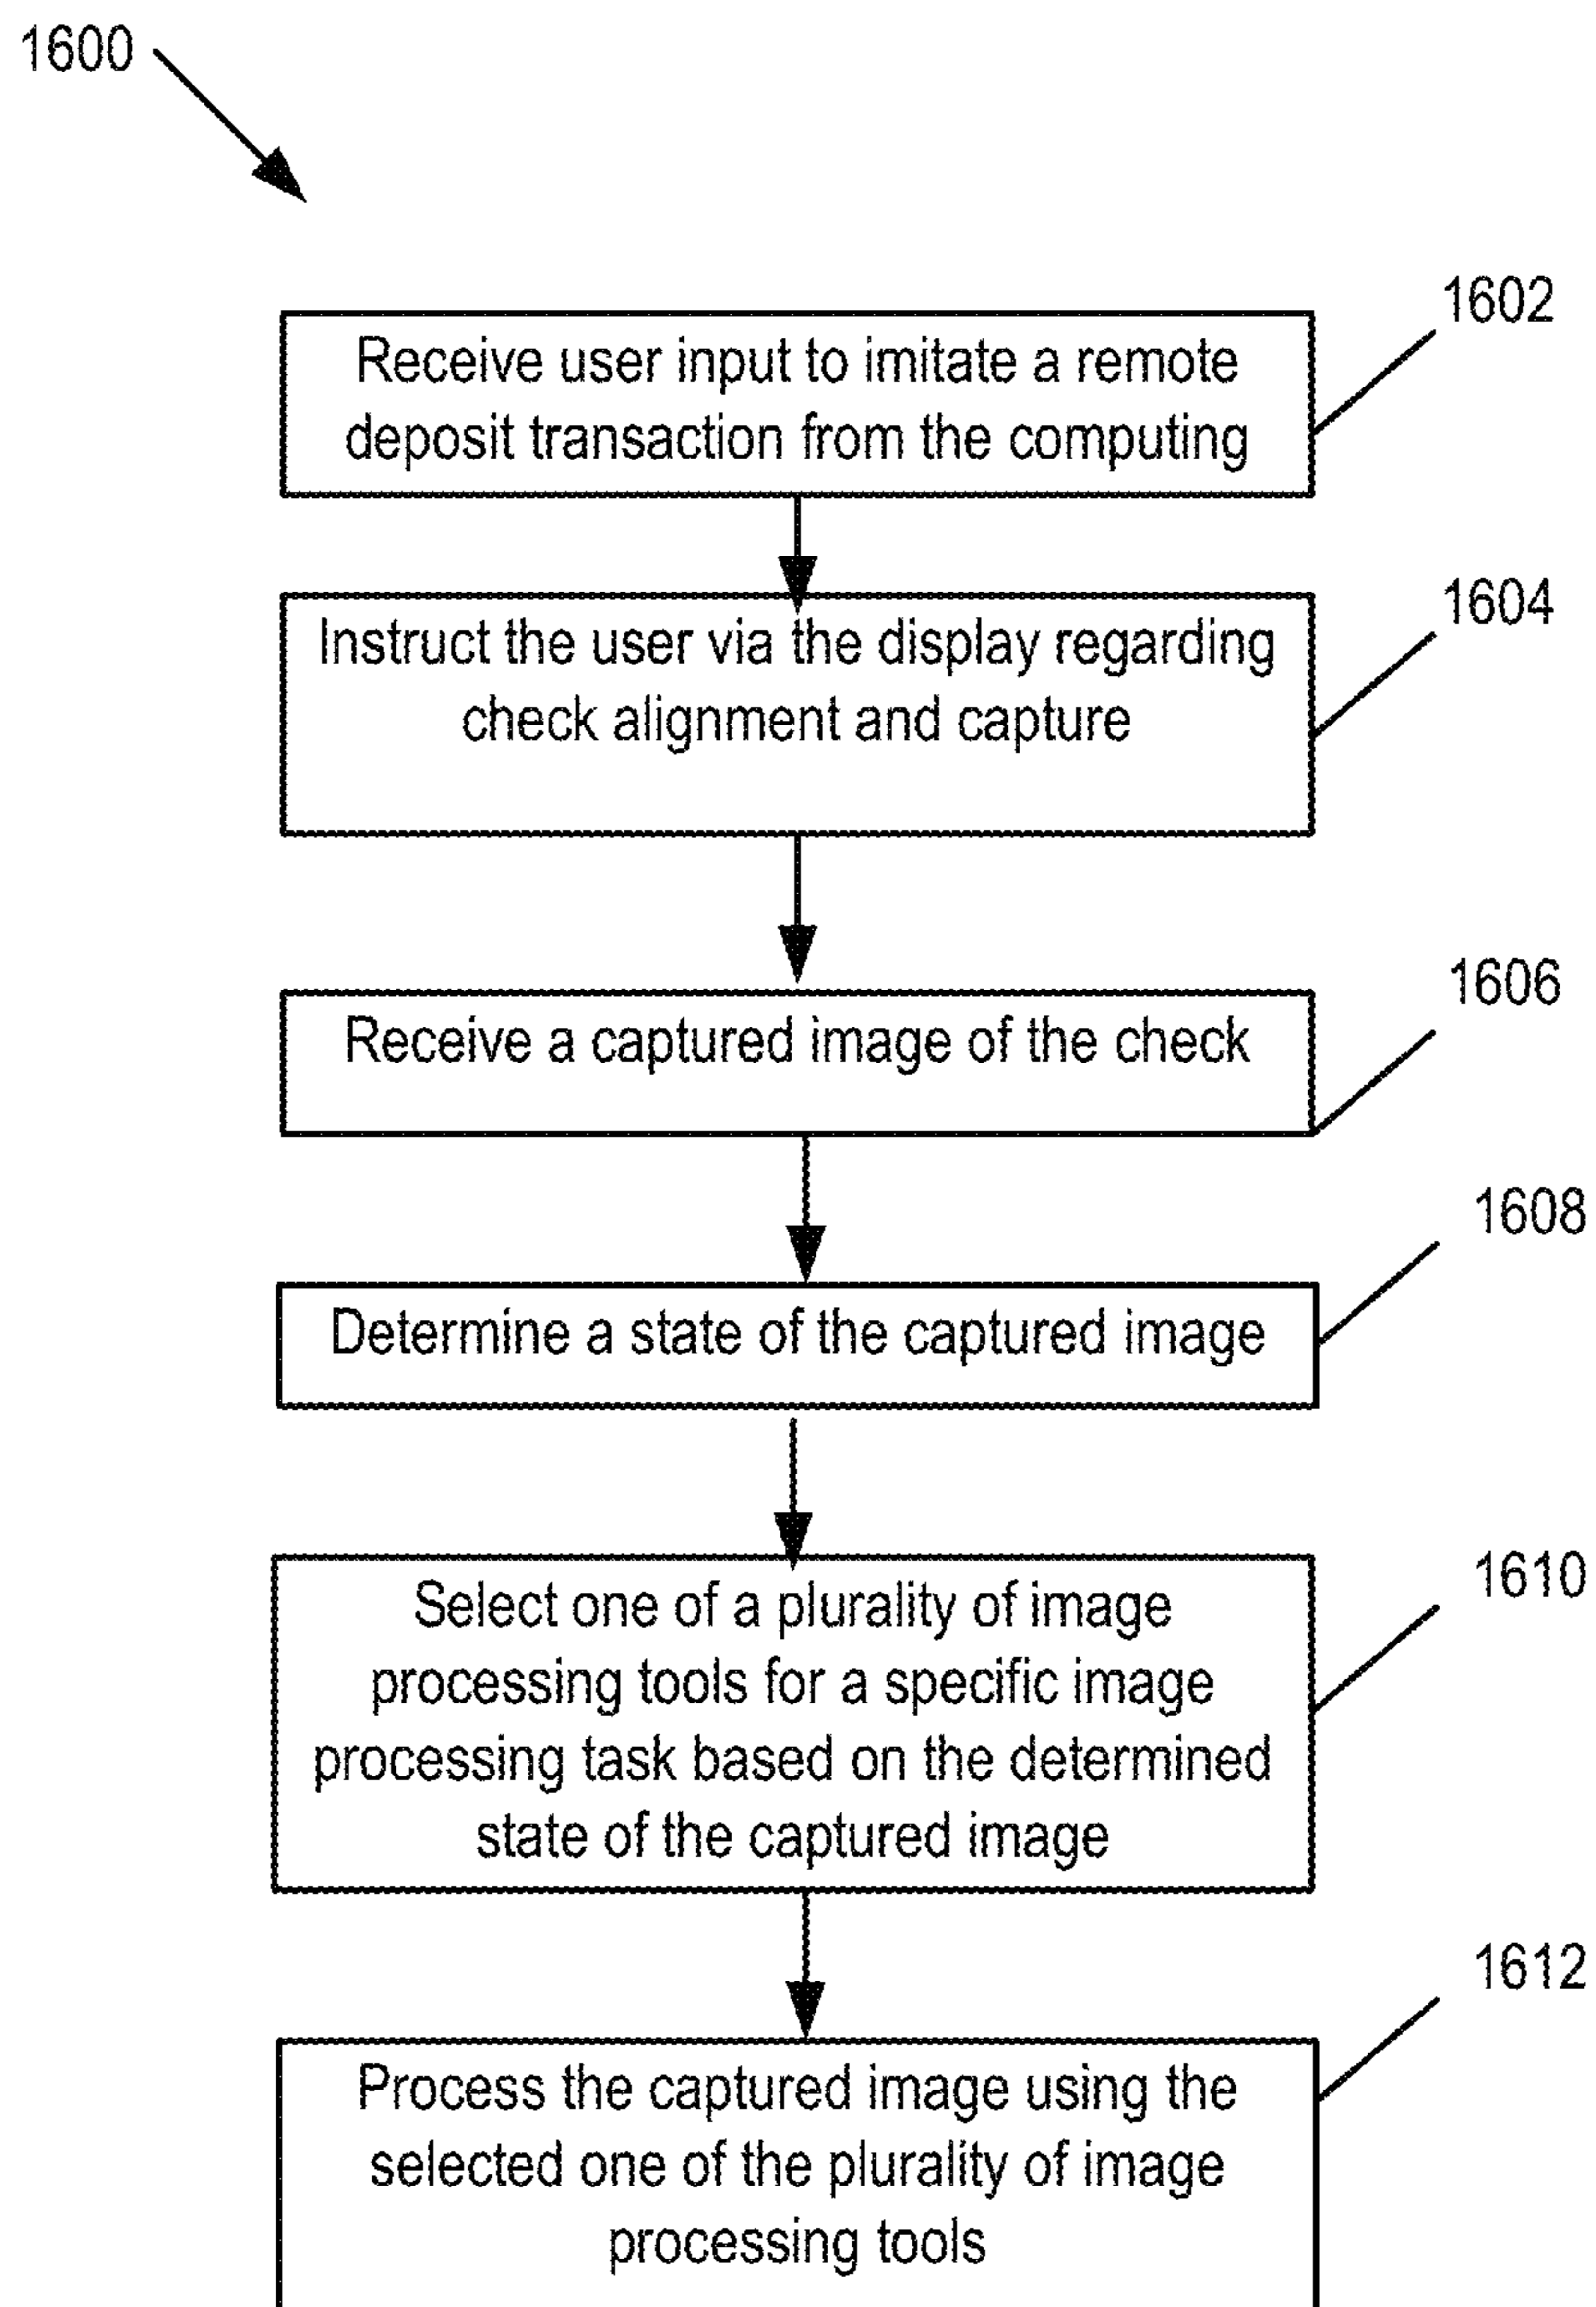 1600
1602
Receive user input to imitate a remote
deposit transaction from the computing
1604
Instruct the user via the display regarding
check alignment and capture
1606
Receive a captured image of the check
1608
Determine a state of the captured image
1610
Select one of a plurality of image
processing tools for a specific image
processing task based on the determined
state of the captured image
1612
Process the captured image using the
selected one of the plurality of image
processing tools